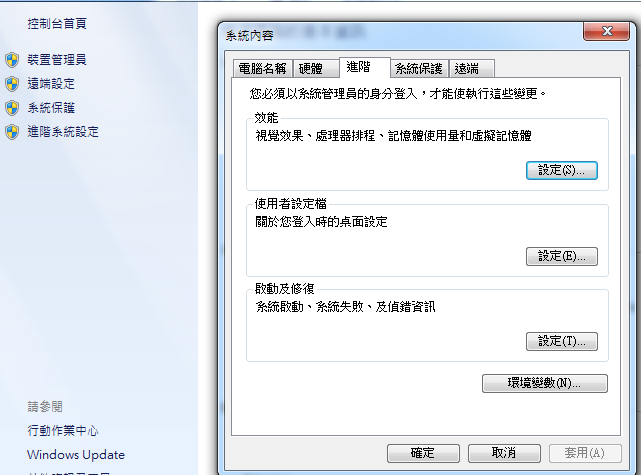 控制台首頁
裝置管理員
遠端設定
系統保護
進階系統設定
請參閱
行動作業中心
Windows Update
系統內容
電腦名稱
硬體
進階
系統保護
遠端
您必須以系統管理員的身分登入，才能使執行這些變更。
效能
視覺效果、處理器排程、記憶體使用量和虛擬記憶體
設定(S)...
使用者設定檔
關於您登入時的桌面設定
設定(E)...
啟動及修復
系統啟動、系統失敗、及偵錯資訊
設定(T)...
環境變數(N)...
確定
取消
套用(A)